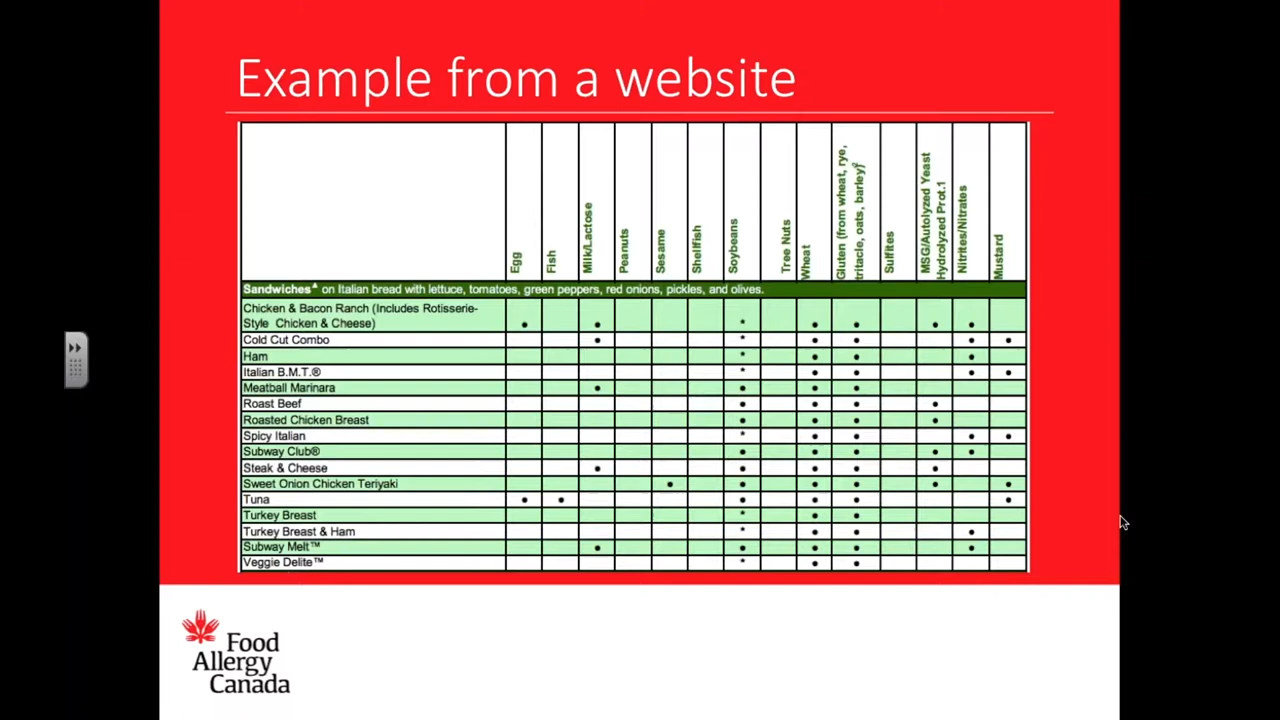 Example from a website
Egg
Fish
Milk/Lactose
Peanuts
Sesame
Shellfish
Soybeans
Tree Nuts
Wheat
Gluten (from wheat, rye,
tritacle, oats, barley)²
Sulfites
MSG/Autolyzed Yeast
Hydrolyzed Prot.1
Nitrites/Nitrates
Mustard
Sandwiches▲ on Italian bread with lettuce, tomatoes, green peppers, red onions, pickles, and olives.
Chicken & Bacon Ranch (Includes Rotisserie-
Style Chicken & Cheese) • • * • • • •
Cold Cut Combo • * • • • •
Ham * • • •
Italian B.M.T.® * • • • •
Meatball Marinara • • • •
Roast Beef • • • •
Roasted Chicken Breast • • • •
Spicy Italian * • • • •
Subway Club® • • • • •
Steak & Cheese • • • • •
Sweet Onion Chicken Teriyaki • • • • • •
Tuna • • • • • •
Turkey Breast * • •
Turkey Breast & Ham * • • •
Subway Melt™ • • • • •
Veggie Delite™ * • •
Food
Allergy
Canada